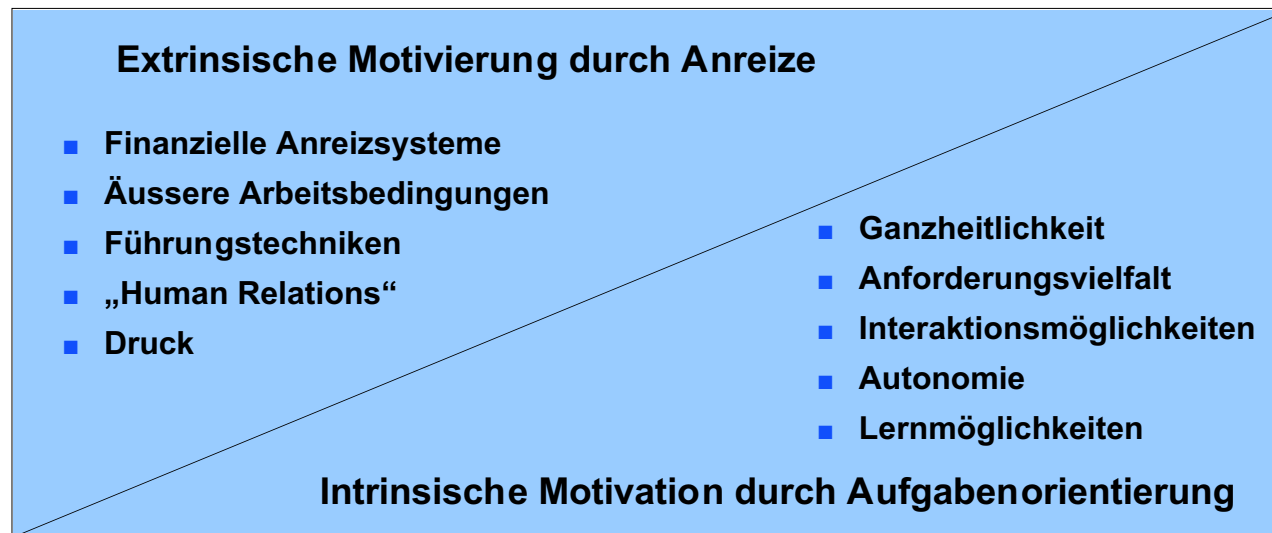 Extrinsische Motivierung durch Anreize
■ Finanzielle Anreizsysteme
■ Äussere Arbeitsbedingungen
■ Führungstechniken
■ „Human Relations“
■ Druck
■ Ganzheitlichkeit
■ Anforderungsvielfalt
■ Interaktionsmöglichkeiten
■ Autonomie
■ Lernmöglichkeiten
Intrinsische Motivation durch Aufgabenorientierung